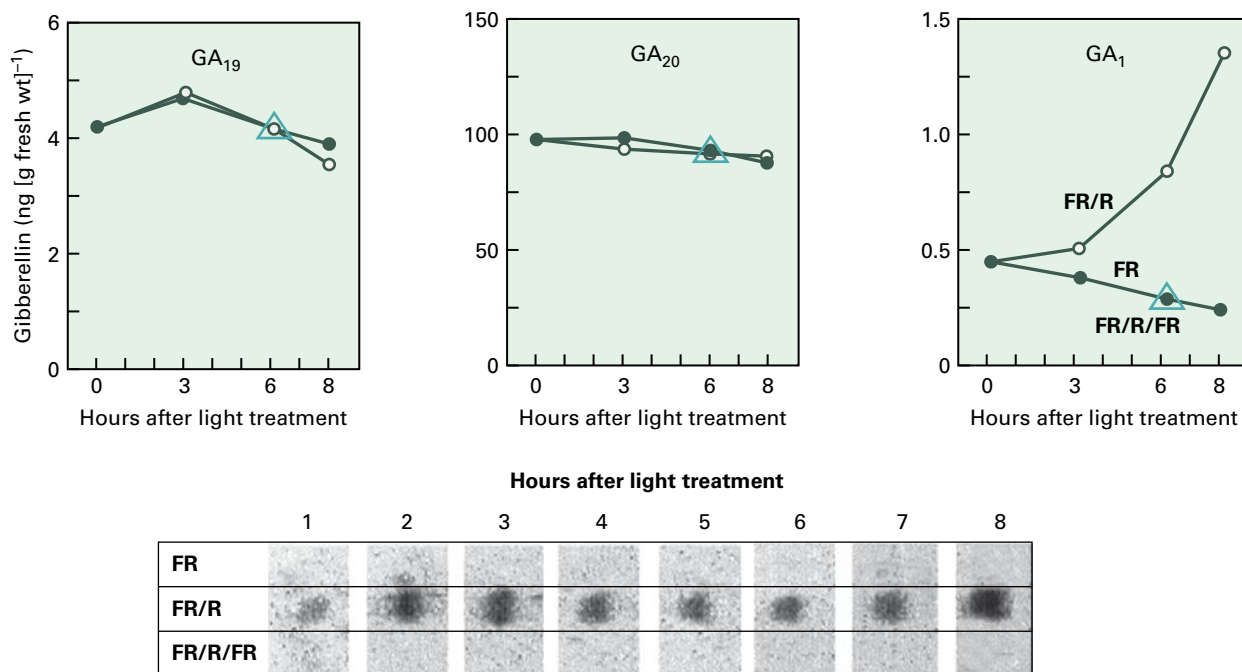 Gibberellin (ng [g fresh wt]⁻¹)
6
4
2
0
GA₁₉
0 3 6 8
Hours after light treatment
150
100
50
0
GA₂₀
0 3 6 8
Hours after light treatment
1.5
1.0
0.5
0
GA₁
FR/R
FR
FR/R/FR
0 3 6 8
Hours after light treatment
Hours after light treatment
1 2 3 4 5 6 7 8
FR
FR/R
FR/R/FR